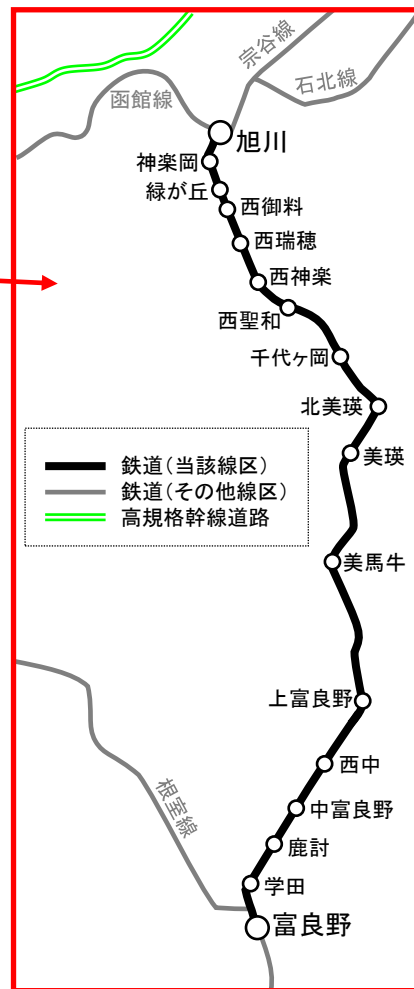 宗谷線
石北線
函館線
旭川
神楽岡
緑が丘
西御料
西瑞穂
西神楽
西聖和
千代ヶ岡
北美瑛
美瑛
鉄道(当該線区)
鉄道(その他線区)
高規格幹線道路
美馬牛
上富良野
西中
根室線
中富良野
鹿討
学田
富良野